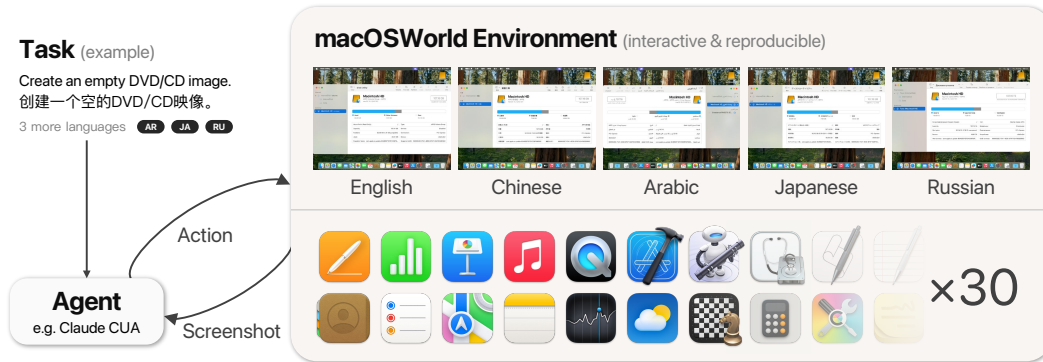 Task (example)
Create an empty DVD/CD image.
创建一个空的DVD/CD映像。
3 more languages AR JA RU
Action
Screenshot
Agent
e.g. Claude CUA
macOSWorld Environment (interactive & reproducible)
English Chinese Arabic Japanese Russian
×30